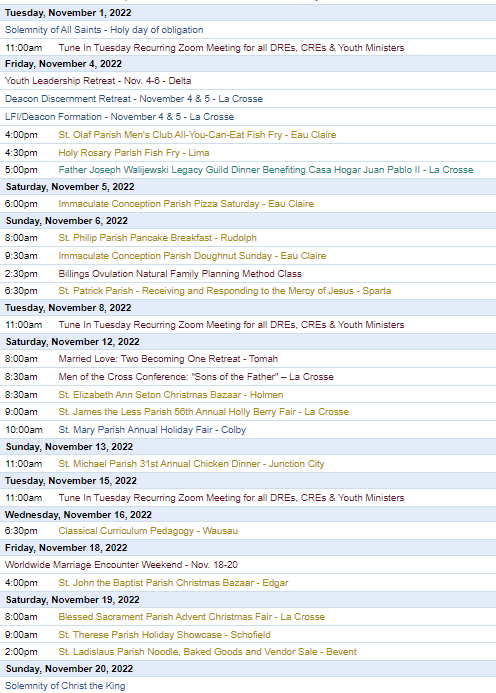 Tuesday, November 1, 2022
Solemnity of All Saints - Holy day of obligation
11:00am Tune In Tuesday Recurring Zoom Meeting for all DREs, CREs & Youth Ministers
Friday, November 4, 2022
Youth Leadership Retreat - Nov. 4-6 - Delta
Deacon Discernment Retreat - November 4 & 5 - La Crosse
LFI/Deacon Formation - November 4 & 5 - La Crosse
4:00pm St. Olaf Parish Men's Club All-You-Can-Eat Fish Fry - Eau Claire
4:30pm Holy Rosary Parish Fish Fry - Lima
5:00pm Father Joseph Walijewski Legacy Guild Dinner Benefiting Casa Hogar Juan Pablo II - La Crosse
Saturday, November 5, 2022
6:00pm Immaculate Conception Parish Pizza Saturday - Eau Claire
Sunday, November 6, 2022
8:00am St. Philip Parish Pancake Breakfast - Rudolph
9:30am Immaculate Conception Parish Doughnut Sunday - Eau Claire
2:30pm Billings Ovulation Natural Family Planning Method Class
6:30pm St. Patrick Parish - Receiving and Responding to the Mercy of Jesus - Sparta
Tuesday, November 8, 2022
11:00am Tune In Tuesday Recurring Zoom Meeting for all DREs, CREs & Youth Ministers
Saturday, November 12, 2022
8:00am Married Love: Two Becoming One Retreat - Tomah
8:30am Men of the Cross Conference: "Sons of the Father" – La Crosse
8:30am St. Elizabeth Ann Seton Christmas Bazaar - Holmen
9:00am St. James the Less Parish 56th Annual Holly Berry Fair - La Crosse
10:00am St. Mary Parish Annual Holiday Fair - Colby
Sunday, November 13, 2022
11:00am St. Michael Parish 31st Annual Chicken Dinner - Junction City
Tuesday, November 15, 2022
11:00am Tune In Tuesday Recurring Zoom Meeting for all DREs, CREs & Youth Ministers
Wednesday, November 16, 2022
6:30pm Classical Curriculum Pedagogy - Wausau
Friday, November 18, 2022
Worldwide Marriage Encounter Weekend - Nov. 18-20
4:00pm St. John the Baptist Parish Christmas Bazaar - Edgar
Saturday, November 19, 2022
8:00am Blessed Sacrament Parish Advent Christmas Fair - La Crosse
9:00am St. Therese Parish Holiday Showcase - Schofield
2:00pm St. Ladislaus Parish Noodle, Baked Goods and Vendor Sale - Bevent
Sunday, November 20, 2022
Solemnity of Christ the King